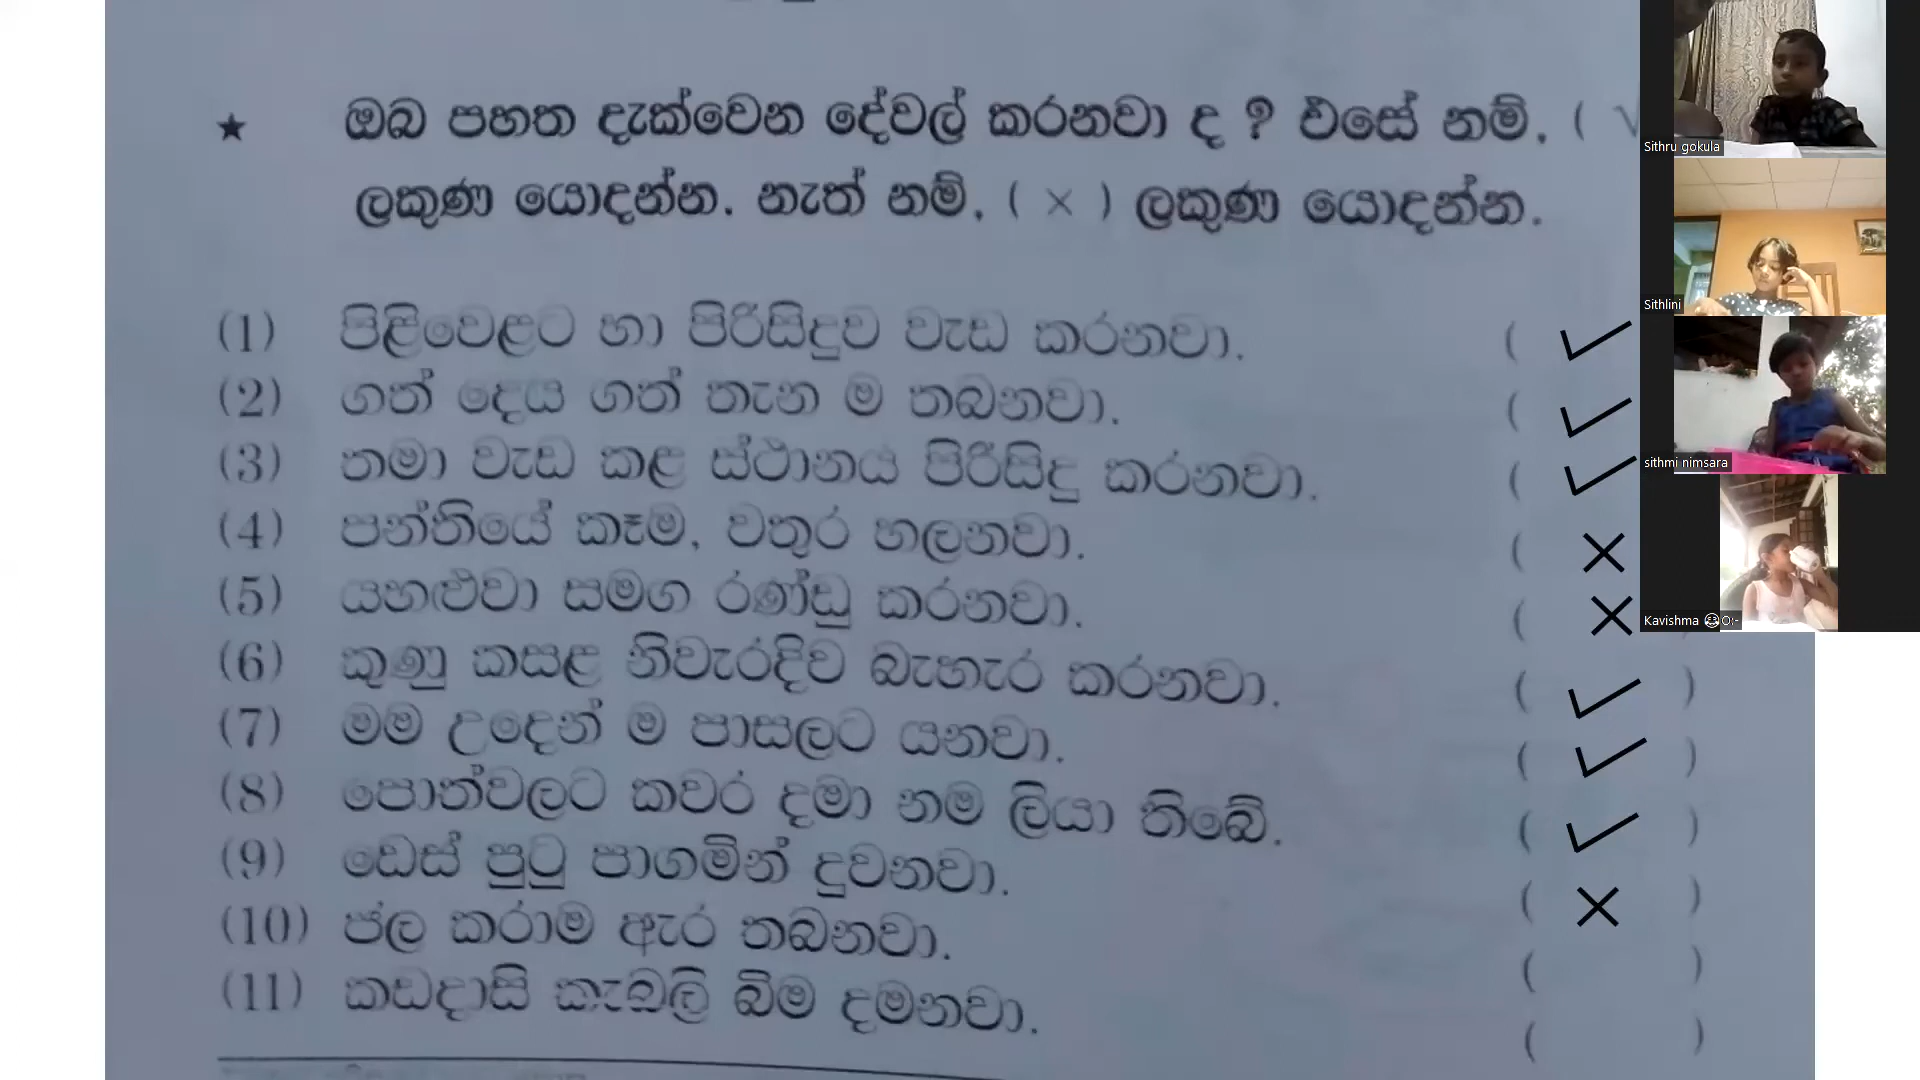 ★ ඔබ පහත දැක්වෙන දේවල් කරනවා ද ? එසේ නම්, ( √
ලකුණ යොදන්න. නැත් නම්, ( × ) ලකුණ යොදන්න.
(1) පිළිවෙළට හා පිරිසිදුව වැඩ කරනවා. ( ✓
(2) ගත් දෙය ගත් තැන ම තබනවා. ( ✓
(3) තමා වැඩ කළ ස්ථානය පිරිසිදු කරනවා. ( ✓
(4) පන්තියේ කෑම, වතුර හලනවා. ( ×
(5) යහළුවා සමග රණ්ඩු කරනවා. ( ×
(6) කුණු කසළ නිවැරදිව බැහැර කරනවා. ( ✓ )
(7) මම උදෙන් ම පාසලට යනවා. ( ✓ )
(8) පොත්වලට කවර දමා නම ලියා තිබේ. ( ✓ )
(9) ඩෙස් පුටු පාගමින් දුවනවා. ( × )
(10) ජල කරාම ඇර තබනවා. ( )
(11) කඩදාසි කැබලි බිම දමනවා. ( )
Sithru gokula
Sithlini
sithmi nimsara
Kavishma